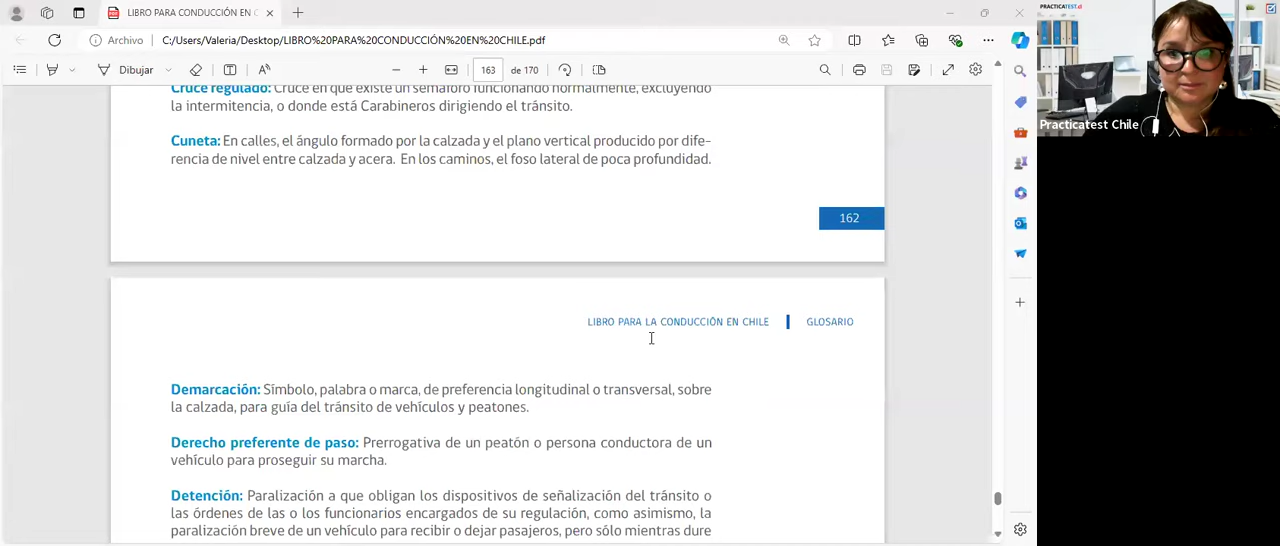 LIBRO PARA CONDUCCIÓN EN C
Archivo
C:/Users/Valeria/Desktop/LIBRO%20PARA%20CONDUCCIÓN%20EN%20CHILE.pdf
Dibujar
163 de 170
PRACTICATEST.cl
Practicatest Chile
Cruce regulado: Cruce en que existe un semáforo funcionando normalmente, excluyendo
la intermitencia, o donde está Carabineros dirigiendo el tránsito.
Cuneta: En calles, el ángulo formado por la calzada y el plano vertical producido por dife-
rencia de nivel entre calzada y acera. En los caminos, el foso lateral de poca profundidad.
162
LIBRO PARA LA CONDUCCIÓN EN CHILE GLOSARIO
Demarcación: Símbolo, palabra o marca, de preferencia longitudinal o transversal, sobre
la calzada, para guía del tránsito de vehículos y peatones.
Derecho preferente de paso: Prerrogativa de un peatón o persona conductora de un
vehículo para proseguir su marcha.
Detención: Paralización a que obligan los dispositivos de señalización del tránsito o
las órdenes de las o los funcionarios encargados de su regulación, como asimismo, la
paralización breve de un vehículo para recibir o dejar pasajeros, pero sólo mientras dure